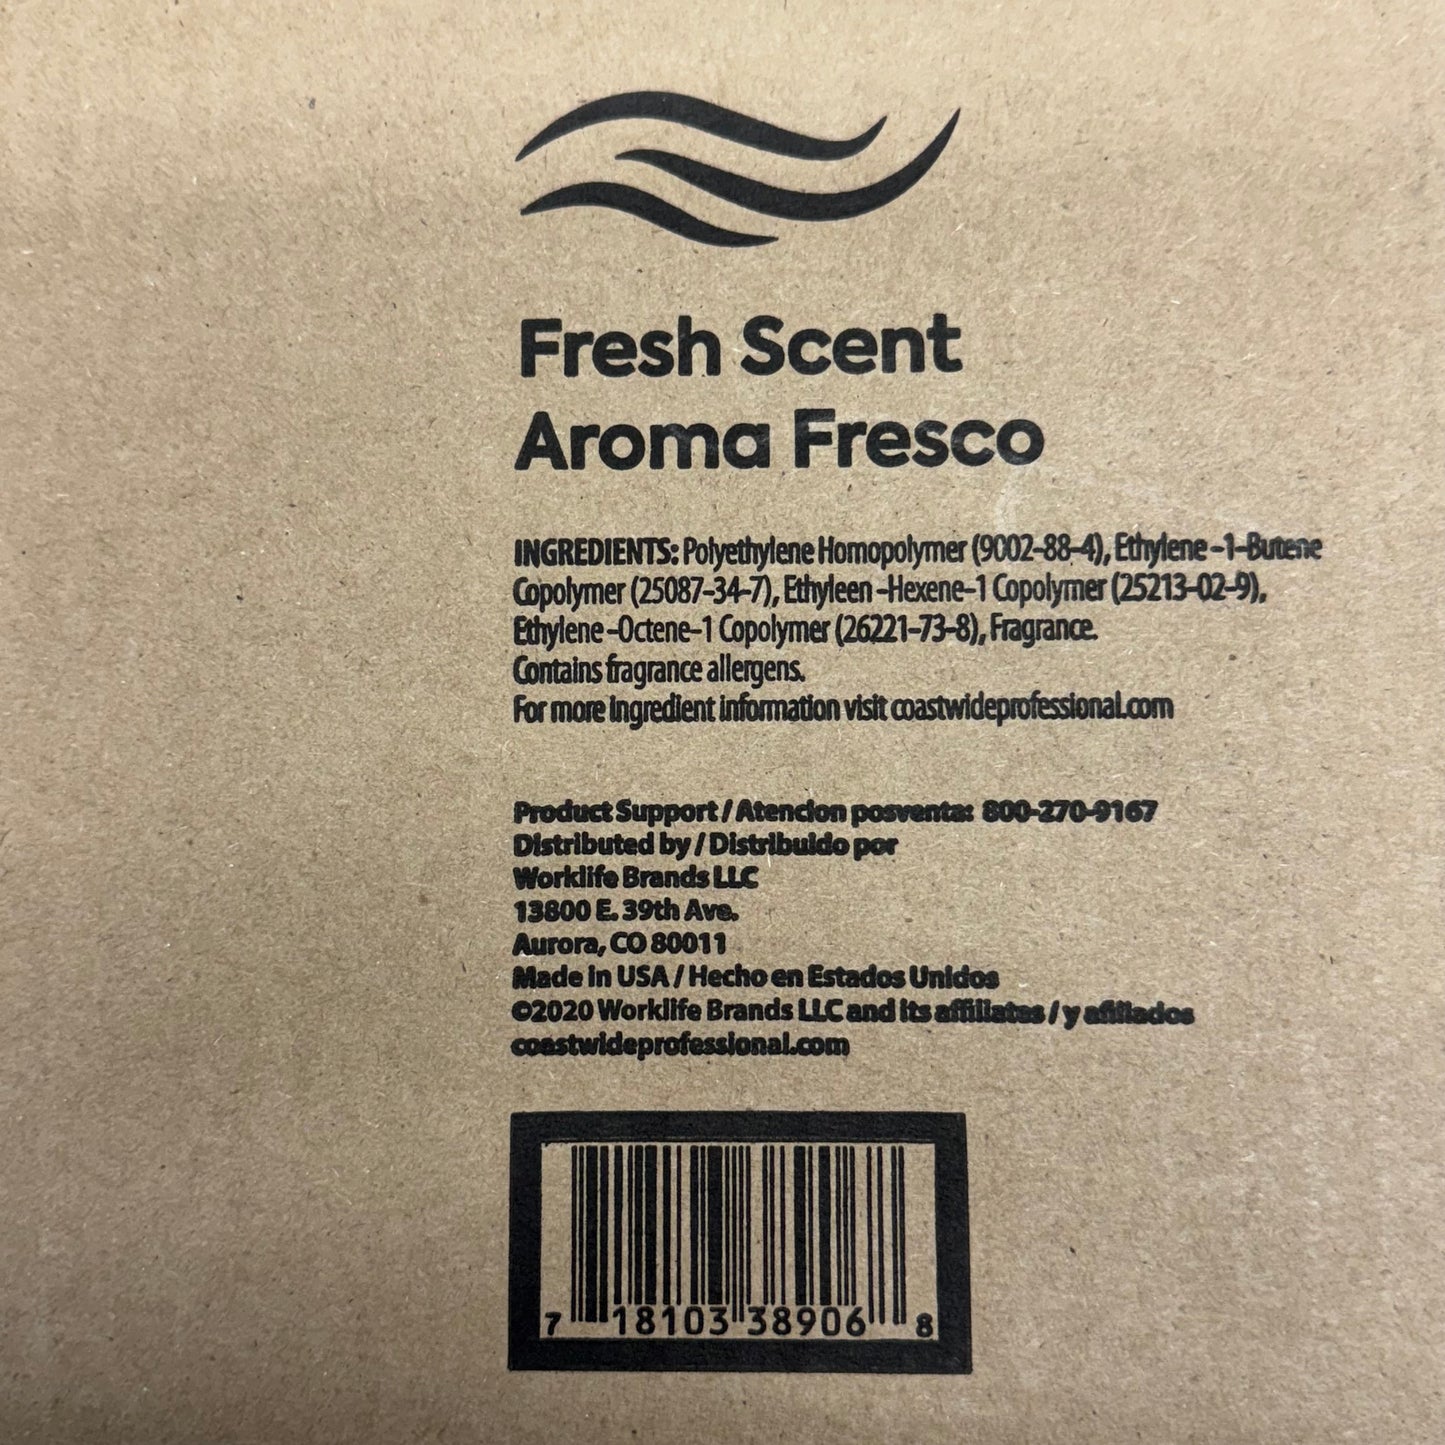 Fresh Scent
Aroma Fresco
INGREDIENTS: Polyethylene Homopolymer (9002-88-4), Ethylene -1-Butene
Copolymer (25087-34-7), Ethyleen -Hexene-1 Copolymer (25213-02-9),
Ethylene -Octene-1 Copolymer (26221-73-8), Fragrance.
Contains fragrance allergens.
For more ingredient information visit coastwideprofessional.com
Product Support / Atencion posventa: 800-270-9167
Distributed by / Distribuido por
Worklife Brands LLC
13800 E. 39th Ave.
Aurora, CO 80011
Made in USA / Hecho en Estados Unidos
©2020 Worklife Brands LLC and its affiliates / y afiliados
coastwideprofessional.com
7 18103 38906 8